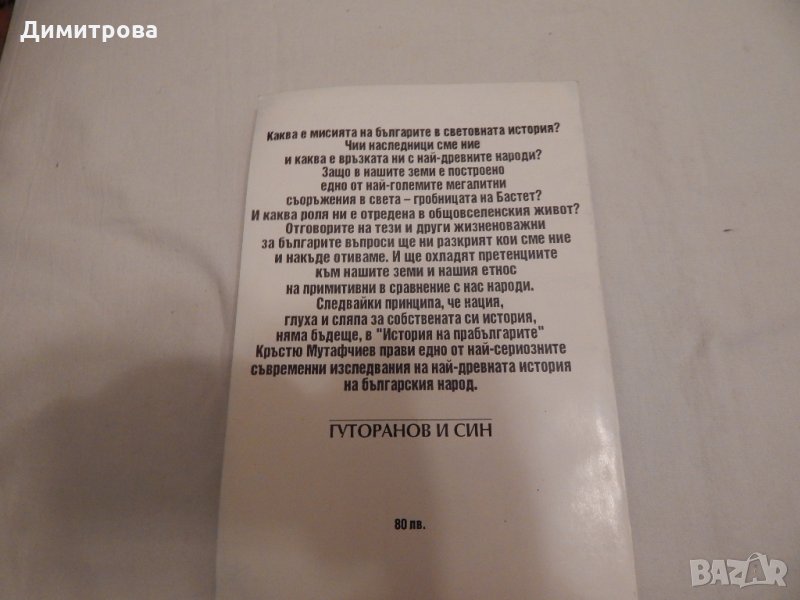 Димитрова
Каква е мисията на българите в световната история?
Чии наследници сме ние
и каква е връзката ни с най-древните народи?
Защо в нашите земи е построено
едно от най-големите мегалитни
съоръжения в света – гробницата на Бастет?
И каква роля ни е отредена в общовселенския живот?
Отговорите на тези и други жизненоважни
за българите въпроси ще ни разкрият кои сме ние
и накъде отиваме. И ще охладят претенциите
към нашите земи и нашия етнос
на примитивни в сравнение с нас народи.
Следвайки принципа, че нация,
глуха и сляпа за собствената си история,
няма бъдеще, в "История на прабългарите"
Кръстю Мутафчиев прави едно от най-сериозните
съвременни изследвания на най-древната история
на българския народ.
ГУТОРАНОВ И СИН
80 лв.
BAZAR